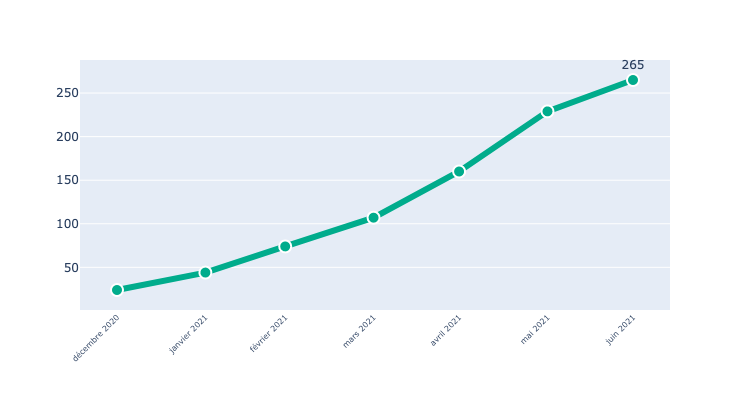 265
250
200
150
100
50
décembre 2020
janvier 2021
février 2021
mars 2021
avril 2021
mai 2021
juin 2021